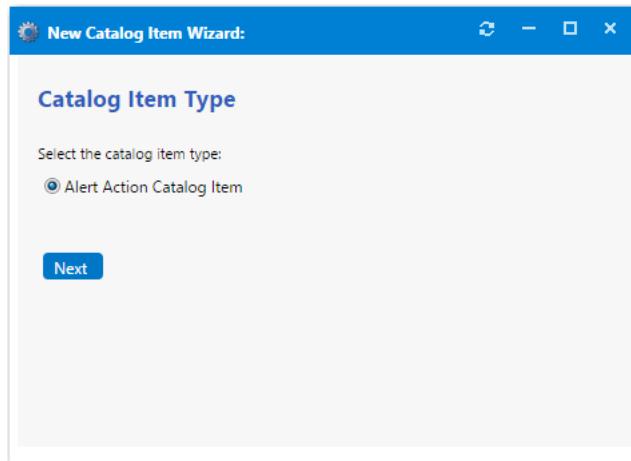 New Catalog Item Wizard:
Catalog Item Type
Select the catalog item type:
Alert Action Catalog Item
Next